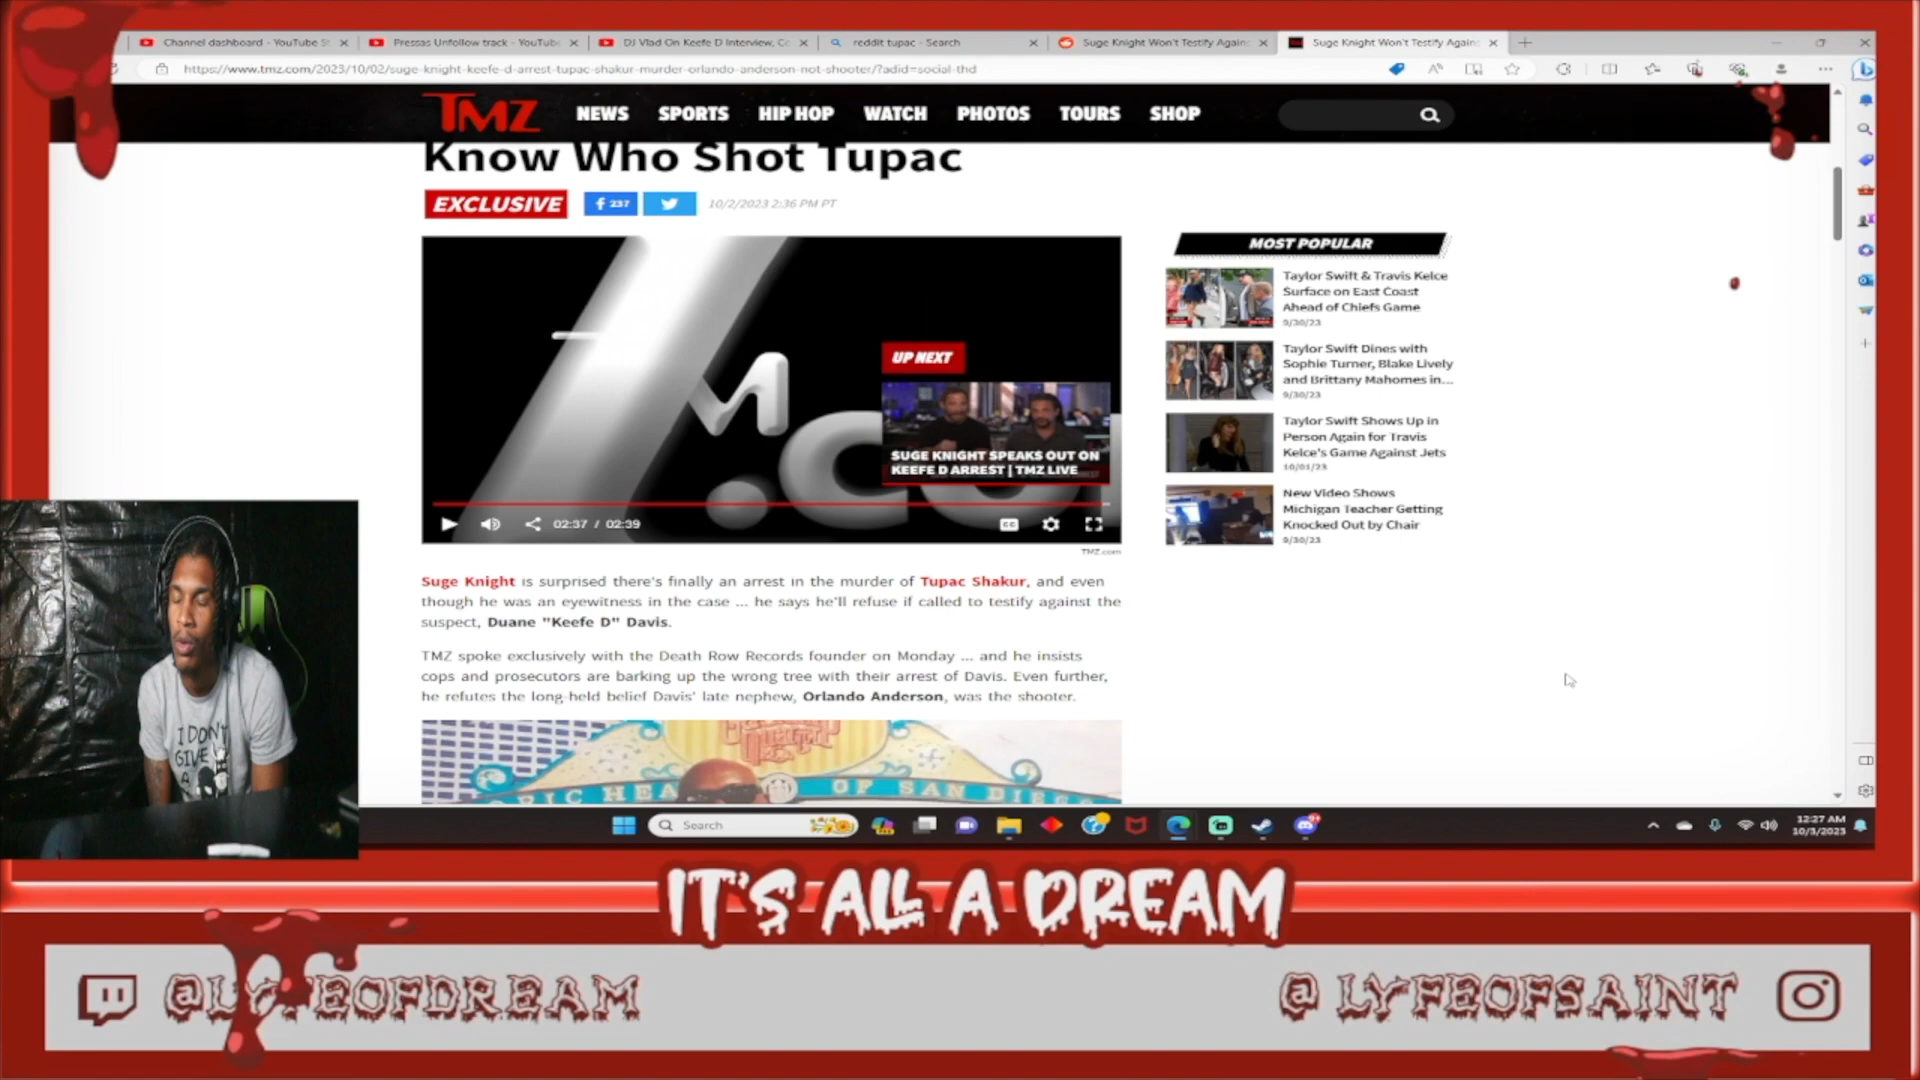 Channel dashboard - YouTube St
Pressas Unfollow track - YouTube
DJ Vlad On Keefe D Interview, Co
reddit tupac - Search
Suge Knight Won't Testify Agains
Suge Knight Won't Testify Agains
https://www.tmz.com/2023/10/02/suge-knight-keefe-d-arrest-tupac-shakur-murder-orlando-anderson-not-shooter/?adid=social-thd
TMZ NEWS SPORTS HIP HOP WATCH PHOTOS TOURS SHOP
Know Who Shot Tupac
EXCLUSIVE 237 10/2/2023 2:36 PM PT
UP NEXT
SUGE KNIGHT SPEAKS OUT ON
KEEFE D ARREST | TMZ LIVE
02:37 / 02:39
CC
TMZ.com
MOST POPULAR
Taylor Swift & Travis Kelce
Surface on East Coast
Ahead of Chiefs Game
9/30/23
Taylor Swift Dines with
Sophie Turner, Blake Lively
and Brittany Mahomes in...
9/30/23
Taylor Swift Shows Up in
Person Again for Travis
Kelce's Game Against Jets
10/01/23
New Video Shows
Michigan Teacher Getting
Knocked Out by Chair
9/30/23
Suge Knight is surprised there's finally an arrest in the murder of Tupac Shakur, and even
though he was an eyewitness in the case ... he says he'll refuse if called to testify against the
suspect, Duane "Keefe D" Davis.
TMZ spoke exclusively with the Death Row Records founder on Monday ... and he insists
cops and prosecutors are barking up the wrong tree with their arrest of Davis. Even further,
he refutes the long-held belief Davis' late nephew, Orlando Anderson, was the shooter.
OF SAN DIEGO
I DON'T
GIVE
A
Search
12:27 AM
10/3/2023
IT'S ALL A DREAM
@LYFEOFDREAM
@LYFEOFSAINT